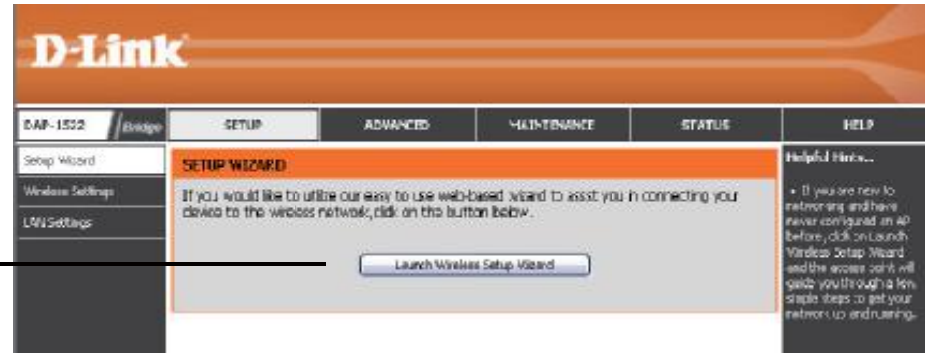 D-Link
DAP-1522 Bridge SETUP ADVANCED MAINTENANCE STATUS HELP
Setup Wizard
Wireless Settings
LAN Settings
SETUP WIZARD
If you would like to utilize our easy to use web-based wizard to assist you in connecting your
device to the wireless network, click on the button below.
Launch Wireless Setup Wizard
Helpful Hints...
• If you are new to
networking and have
never configured an AP
before, click on Launch
Wireless Setup Wizard
and the access point will
guide you through a few
simple steps to get your
network up and running.